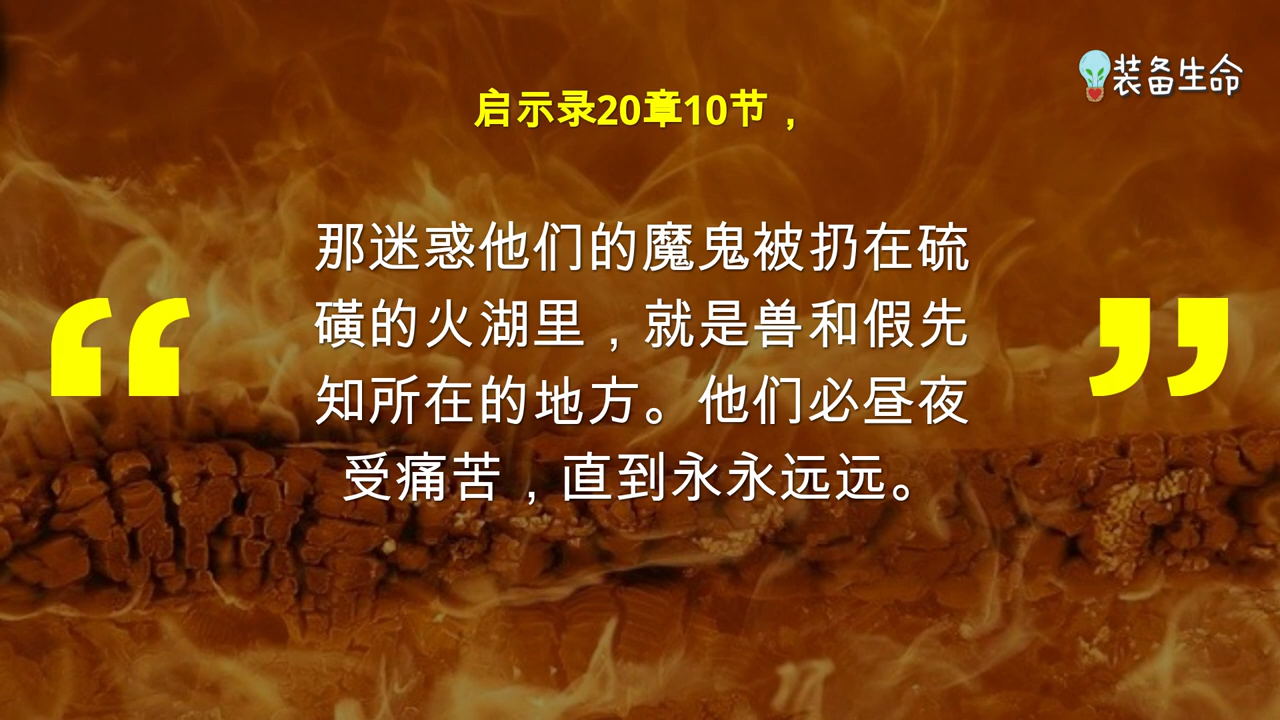 装备生命
启示录20章10节，
“那迷惑他们的魔鬼被扔在硫
磺的火湖里，就是兽和假先
知所在的地方。他们必昼夜
受痛苦，直到永永远远。”